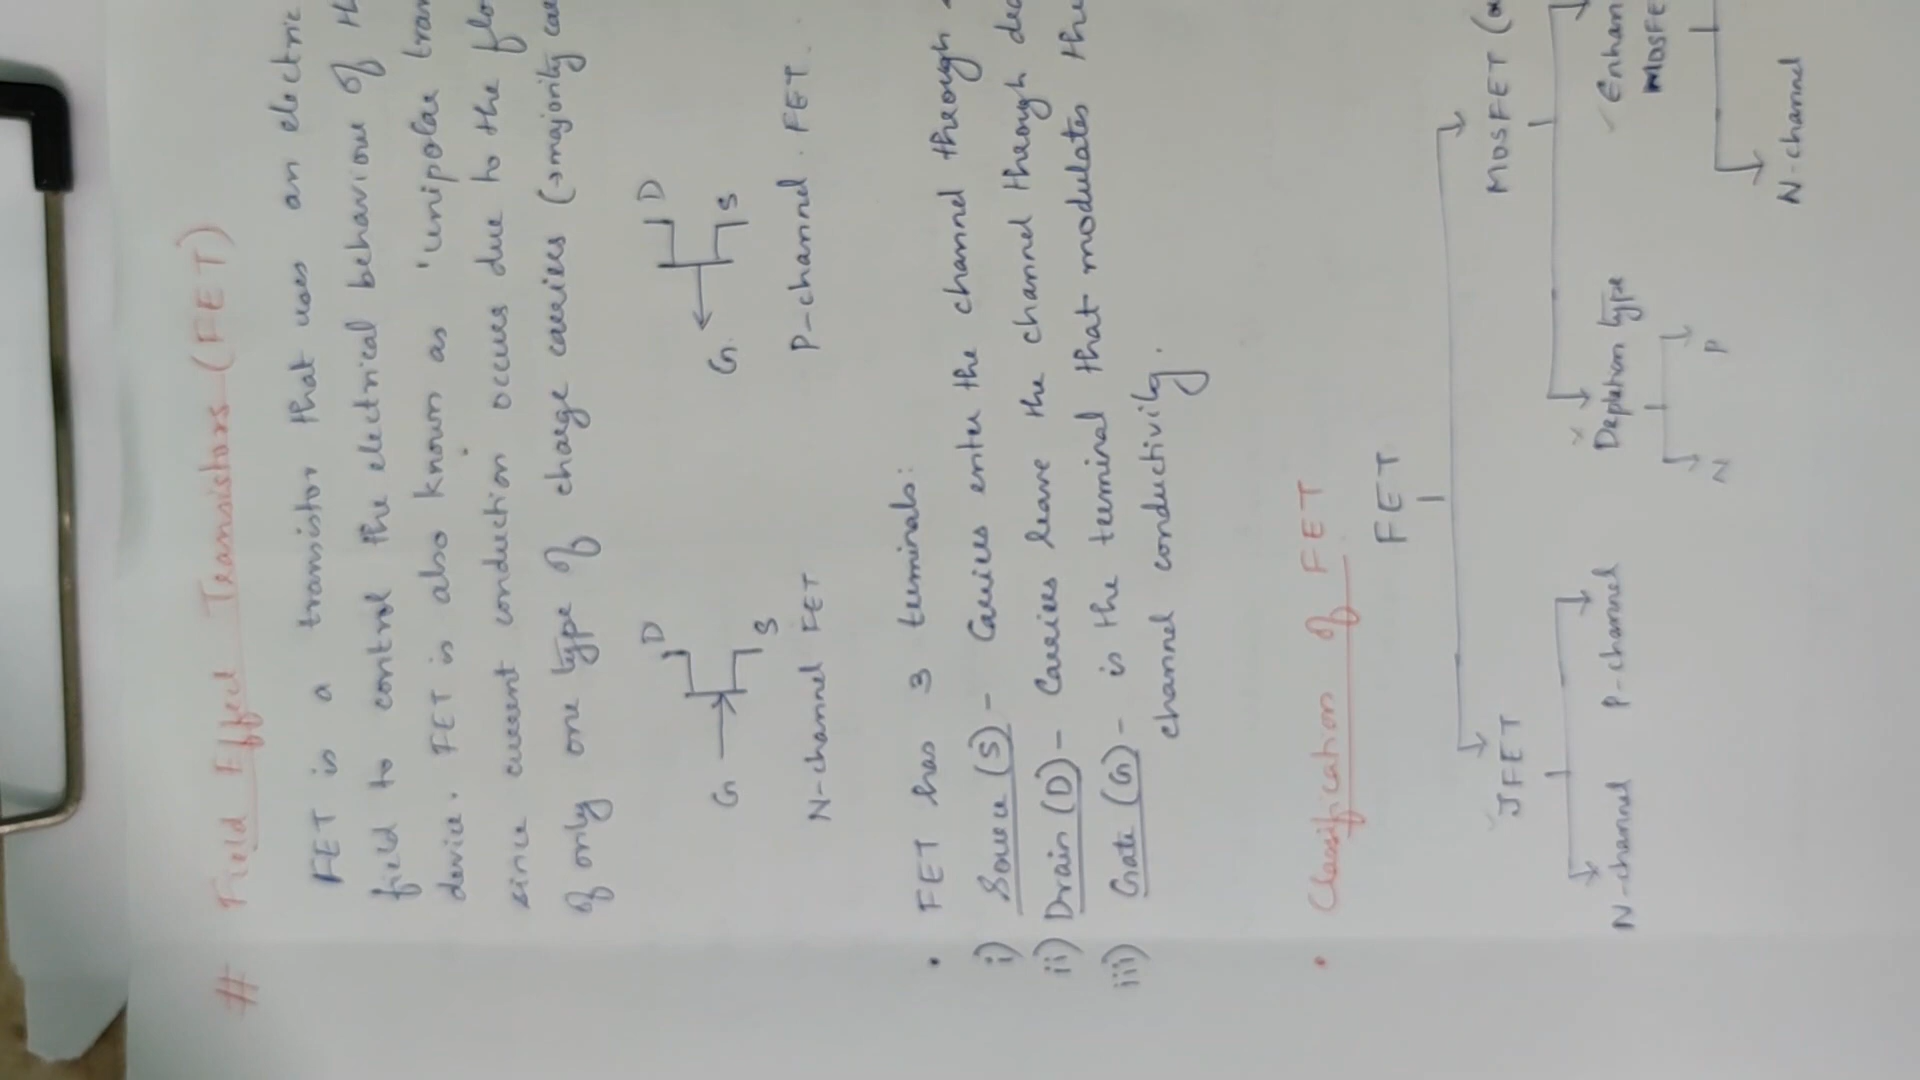 # Field Effect Transistors (FET)
FET is a transistor that uses an electric
field to control the electrical behaviour of
device. FET is also known as 'unipolar
since current conduction occurs due to the
of only one type of charge carriers (→majority
G D S
G D S
N-channel FET
P-channel FET.
• FET has 3 terminals:
i) Source (S) - Carriers enter the channel through
ii) Drain (D) - Carriers leave the channel through
iii) Gate (G) - is the terminal that modulates the
channel conductivity.
• Classification of FET
FET
JFET
MOSFET
N-channel P-channel
Depletion type
N P
MOSFE
N-channel